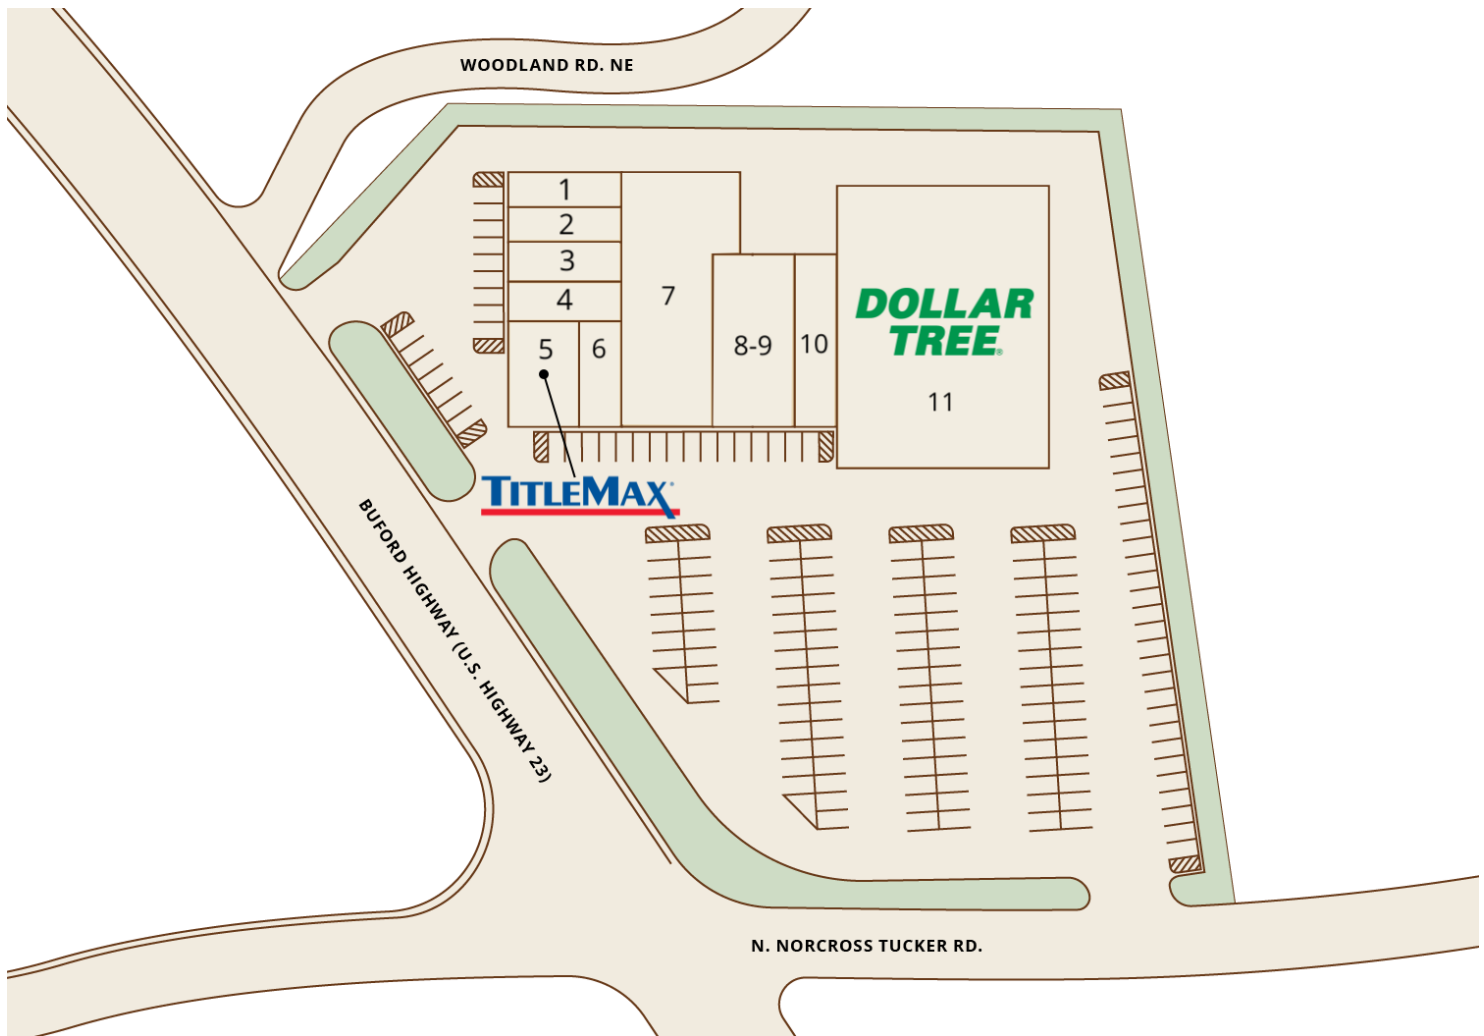 WOODLAND RD. NE
1
2
3
4
5
6
7
8-9
10
DOLLAR
TREE®
11
TITLEMAX
BUFORD HIGHWAY (U.S. HIGHWAY 23)
N. NORCROSS TUCKER RD.